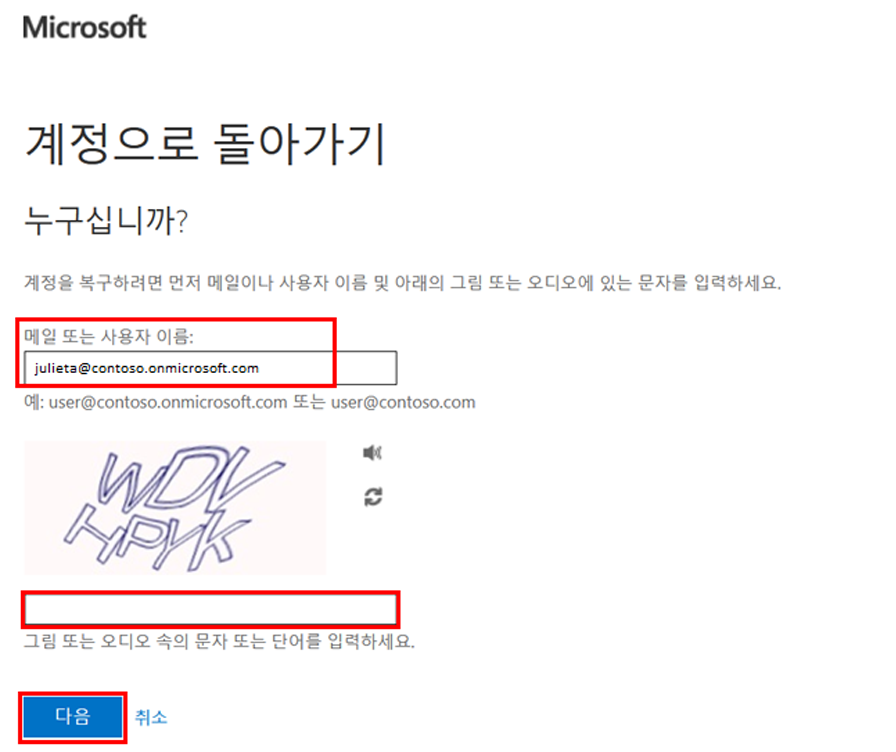 Microsoft
계정으로 돌아가기
누구십니까?
계정을 복구하려면 먼저 메일이나 사용자 이름 및 아래의 그림 또는 오디오에 있는 문자를 입력하세요.
메일 또는 사용자 이름:
julieta@contoso.onmicrosoft.com
예: user@contoso.onmicrosoft.com 또는 user@contoso.com
WDV
HPYK
그림 또는 오디오 속의 문자 또는 단어를 입력하세요.
다음 취소